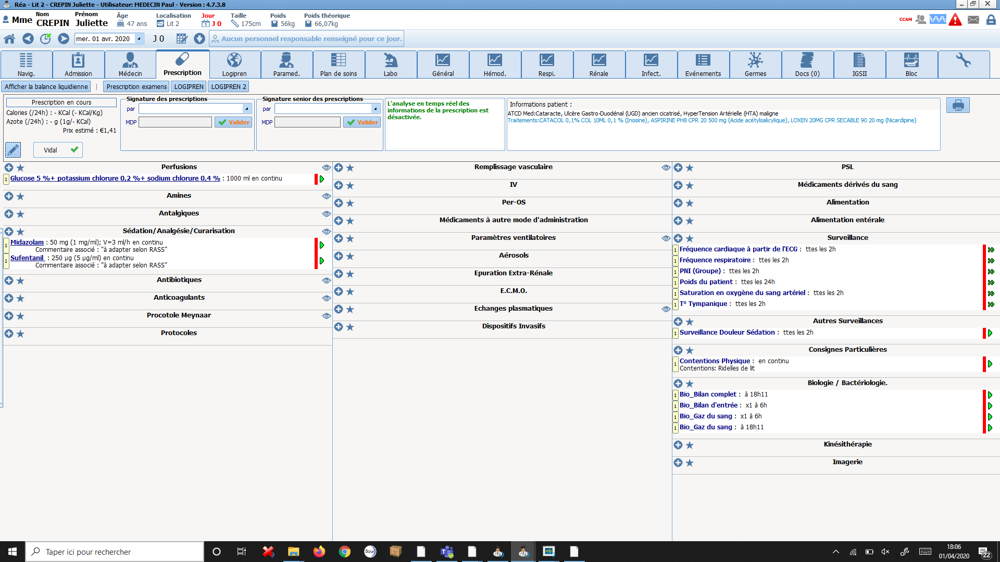 Réa - Lit 2 - CREPIN Juliette - Utilisateur: MEDECIN Paul - Version : 4.7.3.8
Mme
Nom
CREPIN
Prénom
Juliette
Âge
47 ans
Localisation
Lit 2
Jour
J 0
Taille
175cm
Poids
56kg
Poids théorique
66,07kg
CCAM
mer. 01 avr. 2020
J 0
Aucun personnel responsable renseigné pour ce jour.
Navig.
Admission
Médecin
Prescription
Logipren
Paramed.
Plan de soins
Labo
Général
Hémod.
Respi.
Rénale
Infect.
Evénements
Germes
Docs (0)
IGSII
Bloc
Afficher la balance liquidienne
|
Prescription examens
LOGIPREN
LOGIPREN 2
Prescription en cours
Calories (/24h) : - KCal (- KCal/Kg)
Azote (/24h) : - g (1g/- KCal)
Prix estimé : €1,41
Vidal
Signature des prescriptions
par
MDP
Valider
Signature senior des prescriptions
par
MDP
Valider
L'analyse en temps réel des
informations de la prescription est
désactivée.
Informations patient :
ATCD Med:Cataracte, Ulcère Gastro-Duodénal (UGD) ancien cicatrisé, HyperTension Artérielle (HTA) maligne
Traitements:CATACOL 0,1% COL 10ML 0,1 % (Inosine), ASPIRINE PH8 CPR 20 500 mg (Acide acétylsalicylique), LOXEN 20MG CPR SECABLE 90 20 mg (Nicardipine)
Perfusions
1
Glucose 5 %+ potassium chlorure 0,2 %+ sodium chlorure 0,4 % : 1000 ml en continu
Amines
Antalgiques
Sédation/Analgésie/Curarisation
1
Midazolam : 50 mg (1 mg/ml); V=3 ml/h en continu
Commentaire associé : "à adapter selon RASS"
1
Sufentanil : 250 µg (5 µg/ml) en continu
Commentaire associé : "à adapter selon RASS"
Antibiotiques
Anticoagulants
Procotole Meynaar
Protocoles
Remplissage vasculaire
IV
Per-OS
Médicaments à autre mode d'administration
Paramètres ventilatoires
Aérosols
Epuration Extra-Rénale
E.C.M.O.
Echanges plasmatiques
Dispositifs Invasifs
PSL
Médicaments dérivés du sang
Alimentation
Alimentation entérale
Surveillance
1 Fréquence cardiaque à partir de l'ECG : ttes les 2h
1 Fréquence respiratoire : ttes les 2h
1 PNI (Groupe) : ttes les 2h
1 Poids du patient : ttes les 24h
1 Saturation en oxygène du sang artériel : ttes les 2h
1 T° Tympanique : ttes les 2h
Autres Surveillances
1 Surveillance Douleur Sédation : ttes les 2h
Consignes Particulières
1 Contentions Physique : en continu
Contentions: Ridelles de lit
Biologie / Bactériologie.
1 Bio_Bilan complet : à 18h11
1 Bio_Bilan d'entrée : x1 à 6h
1 Bio_Gaz du sang : x1 à 6h
1 Bio_Gaz du sang : à 18h11
Kinésithérapie
Imagerie
Taper ici pour rechercher
Bow
18:06
01/04/2020
22